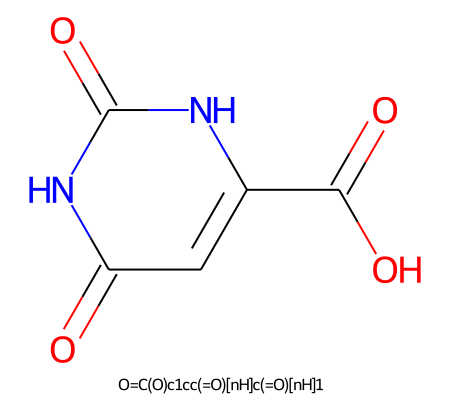 O
NH
O
HN
OH
O
O=C(O)c1cc(=O)[nH]c(=O)[nH]1